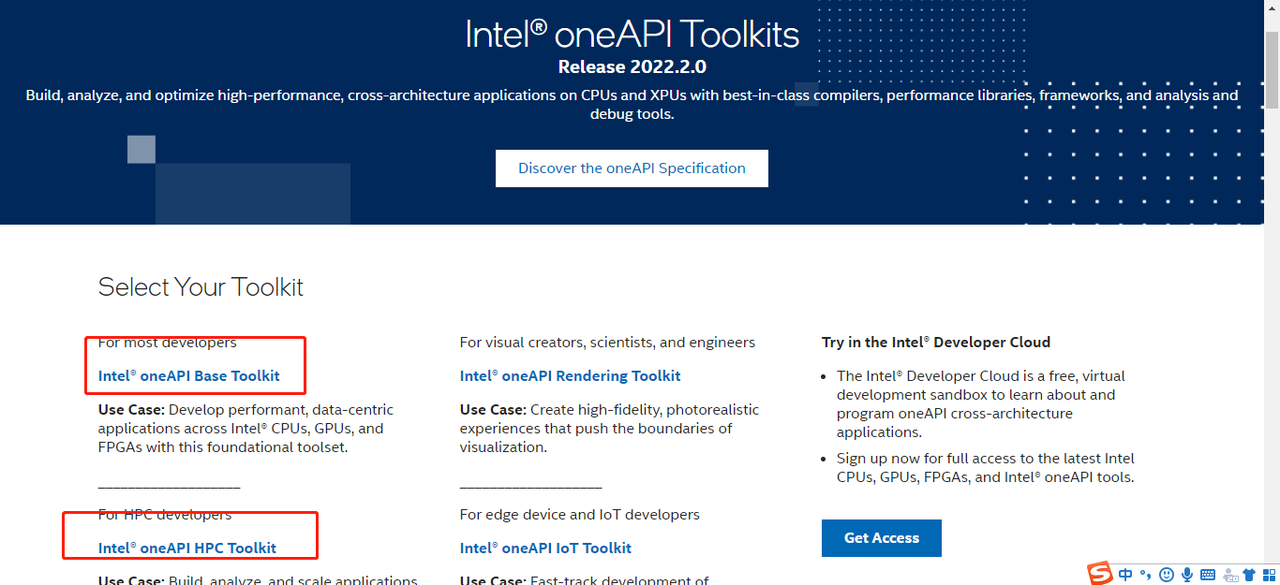 Intel® oneAPI Toolkits
Release 2022.2.0
Build, analyze, and optimize high-performance, cross-architecture applications on CPUs and XPUs with best-in-class compilers, performance libraries, frameworks, and analysis and
debug tools.
Discover the oneAPI Specification
Select Your Toolkit
For most developers
Intel® oneAPI Base Toolkit
Use Case: Develop performant, data-centric
applications across Intel® CPUs, GPUs, and
FPGAs with this foundational toolset.
For HPC developers
Intel® oneAPI HPC Toolkit
Use Case: Build, analyze, and scale applications
For visual creators, scientists, and engineers
Intel® oneAPI Rendering Toolkit
Use Case: Create high-fidelity, photorealistic
experiences that push the boundaries of
visualization.
For edge device and IoT developers
Intel® oneAPI IoT Toolkit
Use Case: Fast-track development of
Try in the Intel® Developer Cloud
• The Intel® Developer Cloud is a free, virtual
development sandbox to learn about and
program oneAPI cross-architecture
applications.
• Sign up now for full access to the latest Intel
CPUs, GPUs, FPGAs, and Intel® oneAPI tools.
Get Access
S 中 °,